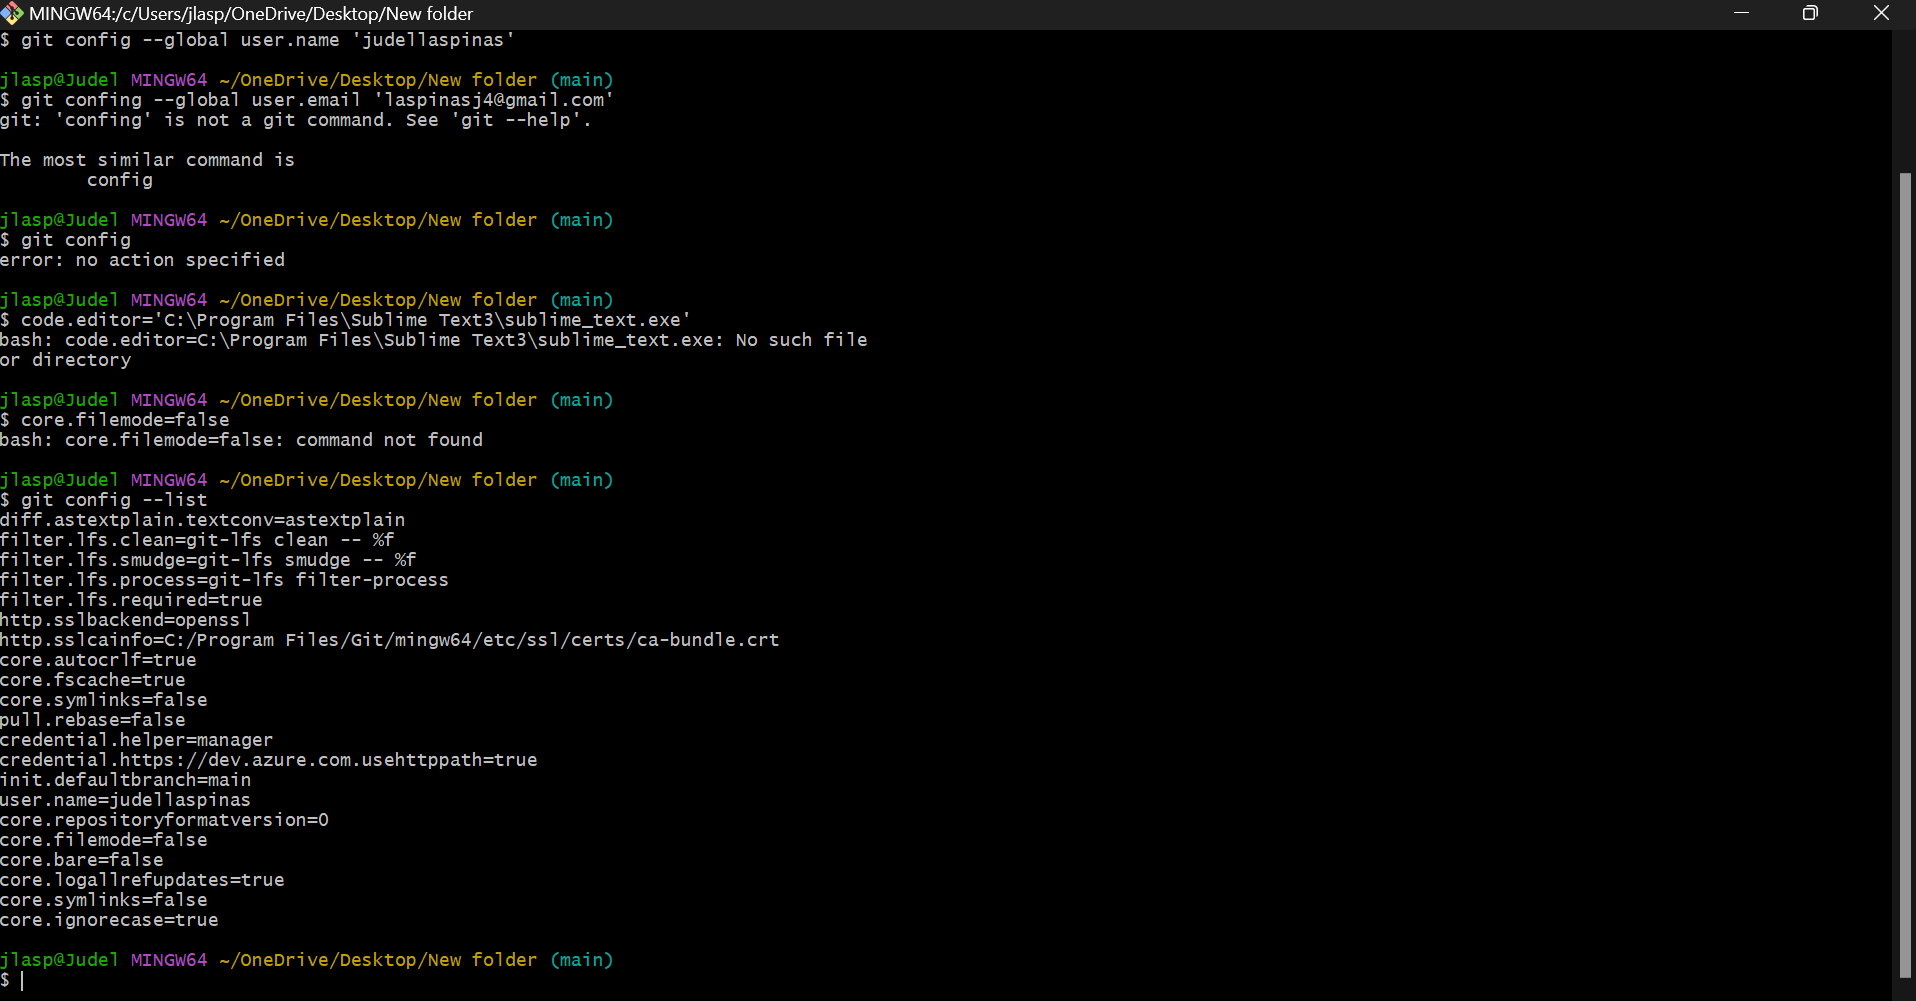 MINGW64:/c/Users/jlasp/OneDrive/Desktop/New folder
$ git config --global user.name 'judellaspinas'
jlasp@Judel MINGW64 ~/OneDrive/Desktop/New folder (main)
$ git confing --global user.email 'laspinasj4@gmail.com'
git: 'confing' is not a git command. See 'git --help'.
The most similar command is
config
jlasp@Judel MINGW64 ~/OneDrive/Desktop/New folder (main)
$ git config
error: no action specified
jlasp@Judel MINGW64 ~/OneDrive/Desktop/New folder (main)
$ code.editor='C:\Program Files\Sublime Text3\sublime_text.exe'
bash: code.editor=C:\Program Files\Sublime Text3\sublime_text.exe: No such file
or directory
jlasp@Judel MINGW64 ~/OneDrive/Desktop/New folder (main)
$ core.filemode=false
bash: core.filemode=false: command not found
jlasp@Judel MINGW64 ~/OneDrive/Desktop/New folder (main)
$ git config --list
diff.astextplain.textconv=astextplain
filter.lfs.clean=git-lfs clean -- %f
filter.lfs.smudge=git-lfs smudge -- %f
filter.lfs.process=git-lfs filter-process
filter.lfs.required=true
http.sslbackend=openssl
http.sslcainfo=C:/Program Files/Git/mingw64/etc/ssl/certs/ca-bundle.crt
core.autocrlf=true
core.fscache=true
core.symlinks=false
pull.rebase=false
credential.helper=manager
credential.https://dev.azure.com.usehttppath=true
init.defaultbranch=main
user.name=judellaspinas
core.repositoryformatversion=0
core.filemode=false
core.bare=false
core.logallrefupdates=true
core.symlinks=false
core.ignorecase=true
jlasp@Judel MINGW64 ~/OneDrive/Desktop/New folder (main)
$